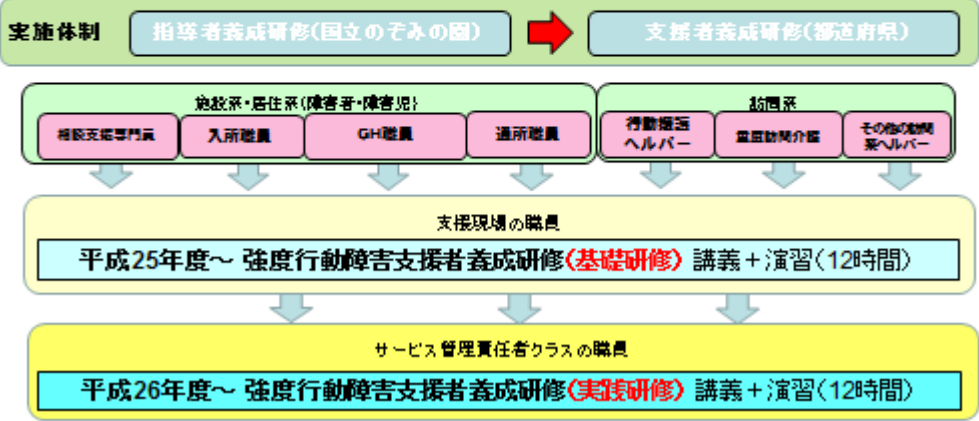 実施体制
指導者養成研修(国立のぞみの園)
支援者養成研修(都道府県)
施設系・居住系(障害者・障害児)
訪問系
相談支援専門員
入所職員
GH職員
通所職員
行動援護
ヘルパー
重度訪問介護
その他の訪問
系ヘルパー
支援現場の職員
平成25年度～ 強度行動障害支援者養成研修(基礎研修) 講義＋演習(12時間)
サービス管理責任者クラスの職員
平成26年度～ 強度行動障害支援者養成研修(実践研修) 講義＋演習(12時間)